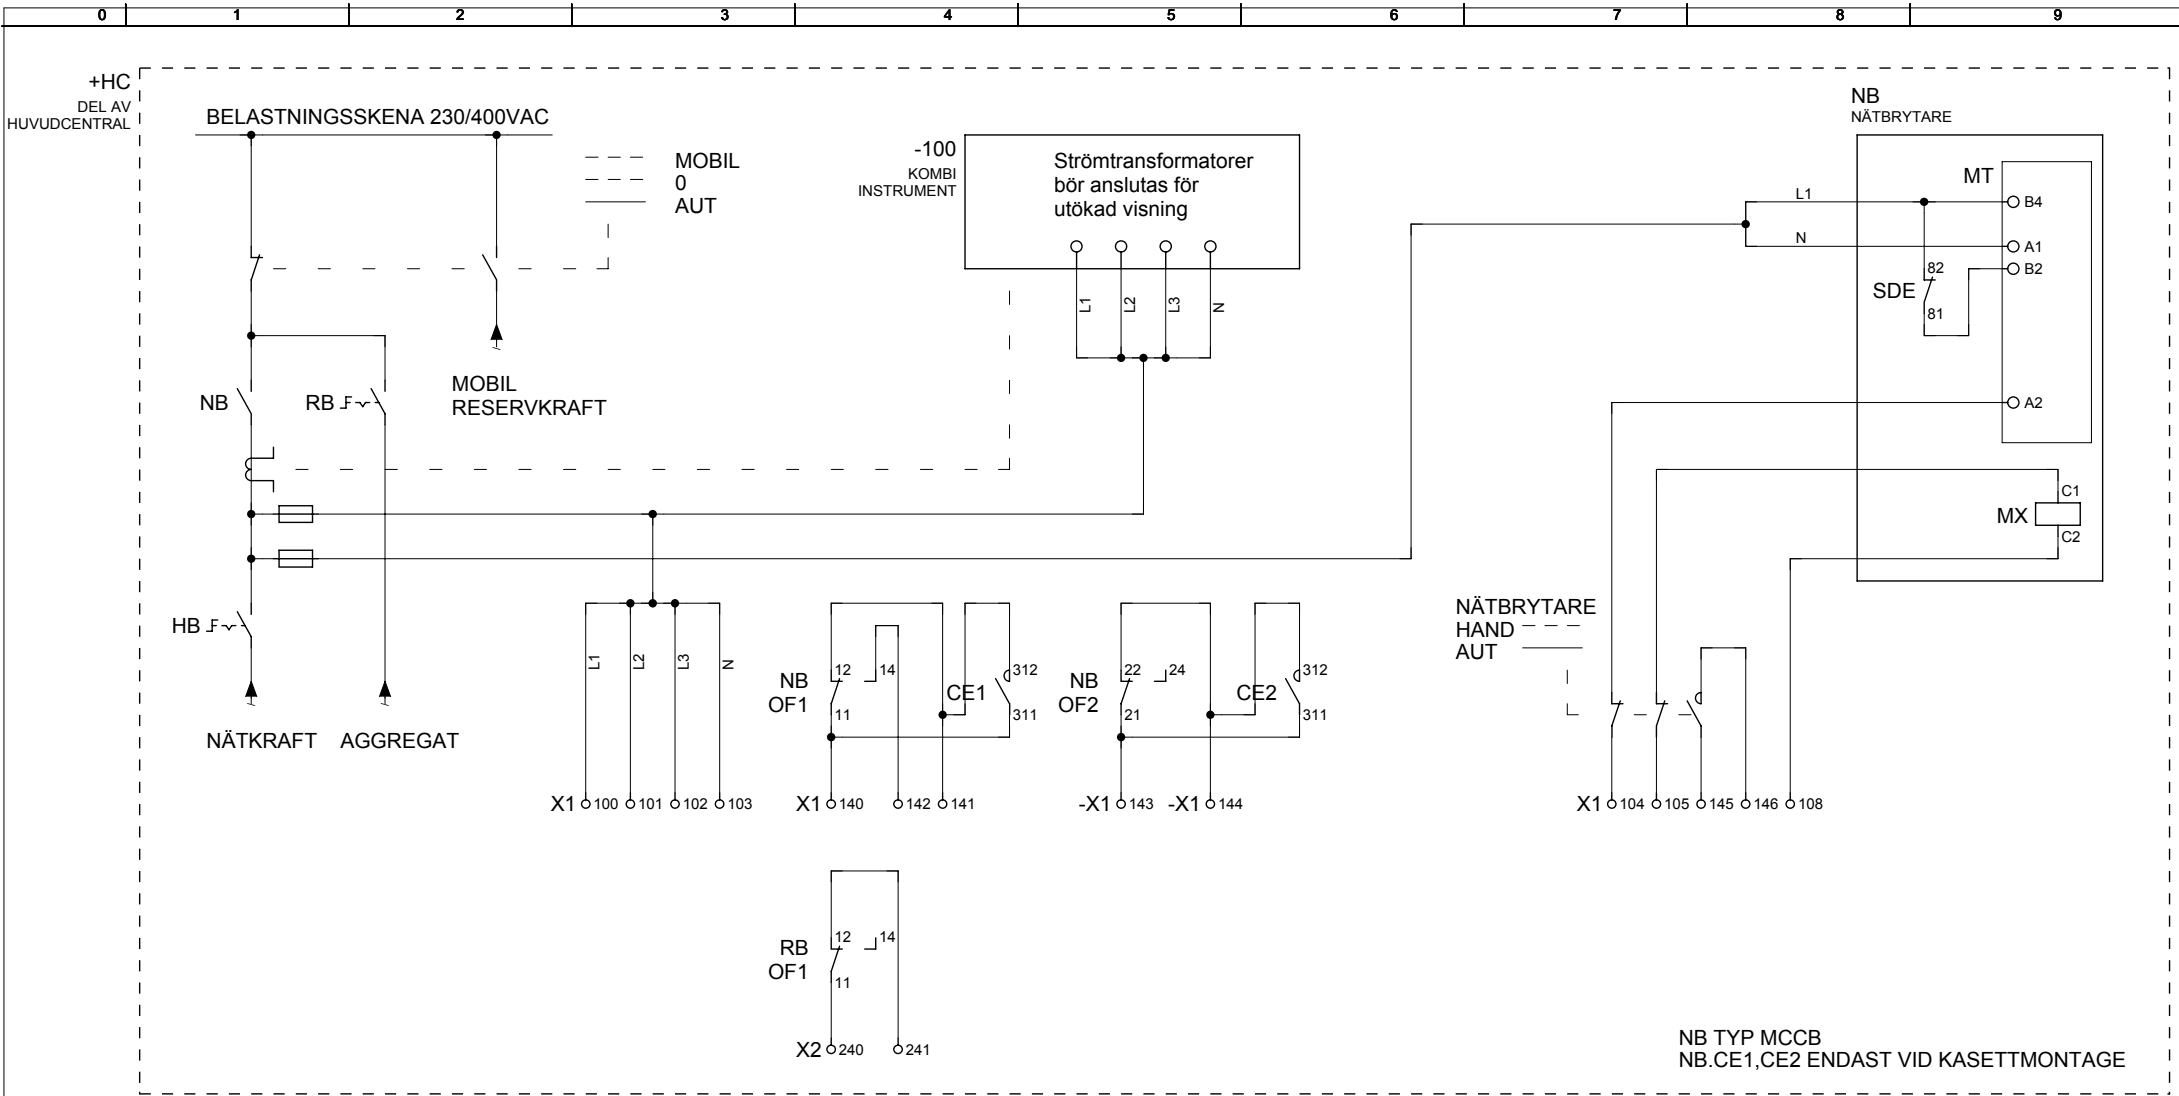 0 1 2 3 4 5 6 7 8 9
+HC
DEL AV
HUVUDCENTRAL
BELASTNINGSSKENA 230/400VAC
MOBIL
0
AUT
MOBIL
RESERVKRAFT
NB
RB
HB
NÄTKRAFT
AGGREGAT
-100
KOMBI
INSTRUMENT
Strömtransformatorer
bör anslutas för
utökad visning
L1 L2 L3 N
NB
NÄTBRYTARE
MT
L1
N
B4
A1
B2
A2
82
SDE
81
C1
MX
C2
L1 L2 L3 N
X1 100 101 102 103
NB
OF1
12 14
11
CE1
312
311
X1 140 142 141
NB
OF2
22 24
21
CE2
312
311
-X1 143 -X1 144
NÄTBRYTARE
HAND
AUT
X1 104 105 145 146 108
RB
OF1
12 14
11
X2 240 241
NB TYP MCCB
NB.CE1,CE2 ENDAST VID KASETTMONTAGE